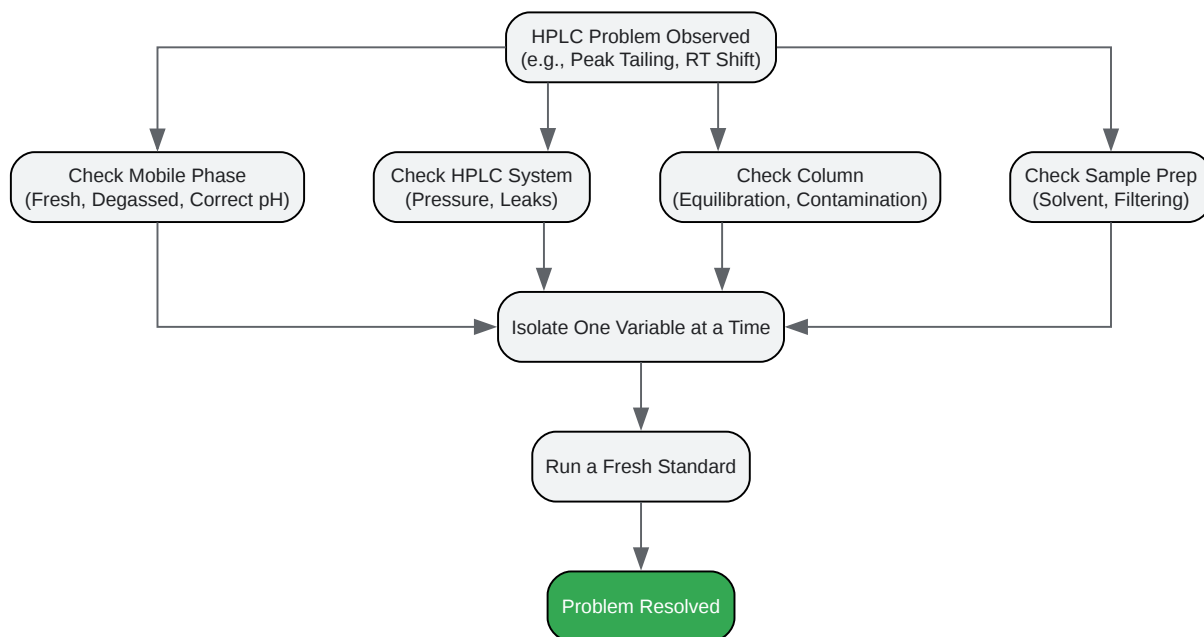 HPLC Problem Observed
(e.g., Peak Tailing, RT Shift)
Check Mobile Phase
(Fresh, Degassed, Correct pH)
Check HPLC System
(Pressure, Leaks)
Check Column
(Equilibration, Contamination)
Check Sample Prep
(Solvent, Filtering)
Isolate One Variable at a Time
Run a Fresh Standard
Problem Resolved